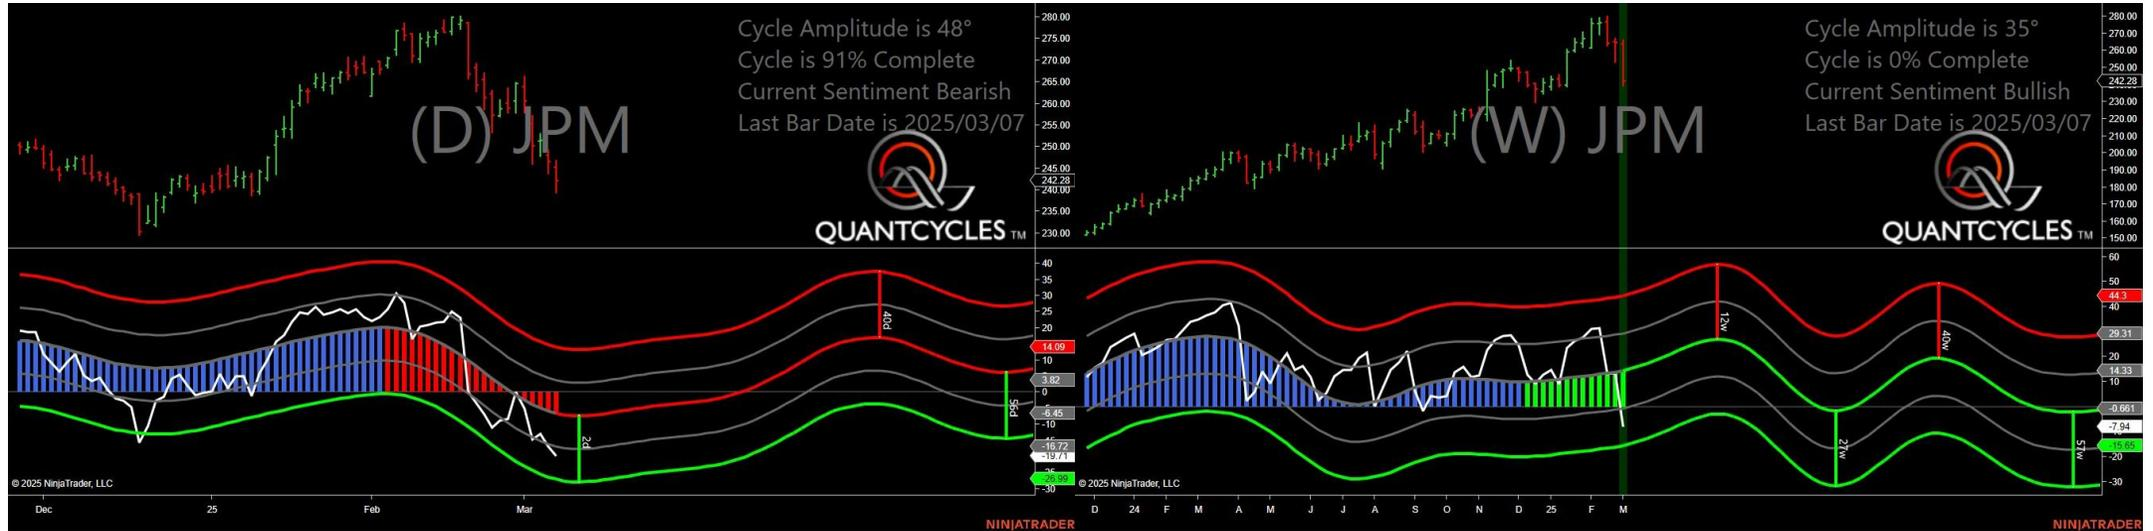 Cycle Amplitude is 48°
Cycle is 91% Complete
Current Sentiment Bearish
Last Bar Date is 2025/03/07
(D) JPM
QUANTCYCLES TM
280.00
275.00
270.00
265.00
260.00
255.00
250.00
245.00
242.28
240.00
235.00
230.00
40
35
30
25
20
14.09
10
3.82
0
-6.45
-10
-16.72
-19.71
-26.99
-30
40d
56d
2d
© 2025 NinjaTrader, LLC
Dec 25 Feb Mar
NINJATRADER
Cycle Amplitude is 35°
Cycle is 0% Complete
Current Sentiment Bullish
Last Bar Date is 2025/03/07
(W) JPM
QUANTCYCLES TM
280.00
270.00
260.00
250.00
242.28
230.00
220.00
210.00
200.00
190.00
180.00
170.00
160.00
150.00
60
50
44.3
40
29.31
20
14.33
10
-0.661
-7.94
-15.65
-20
-30
12w
40w
27w
57w
© 2025 NinjaTrader, LLC
D 24 F M A M J J A S O N D 25 F M
NINJATRADER